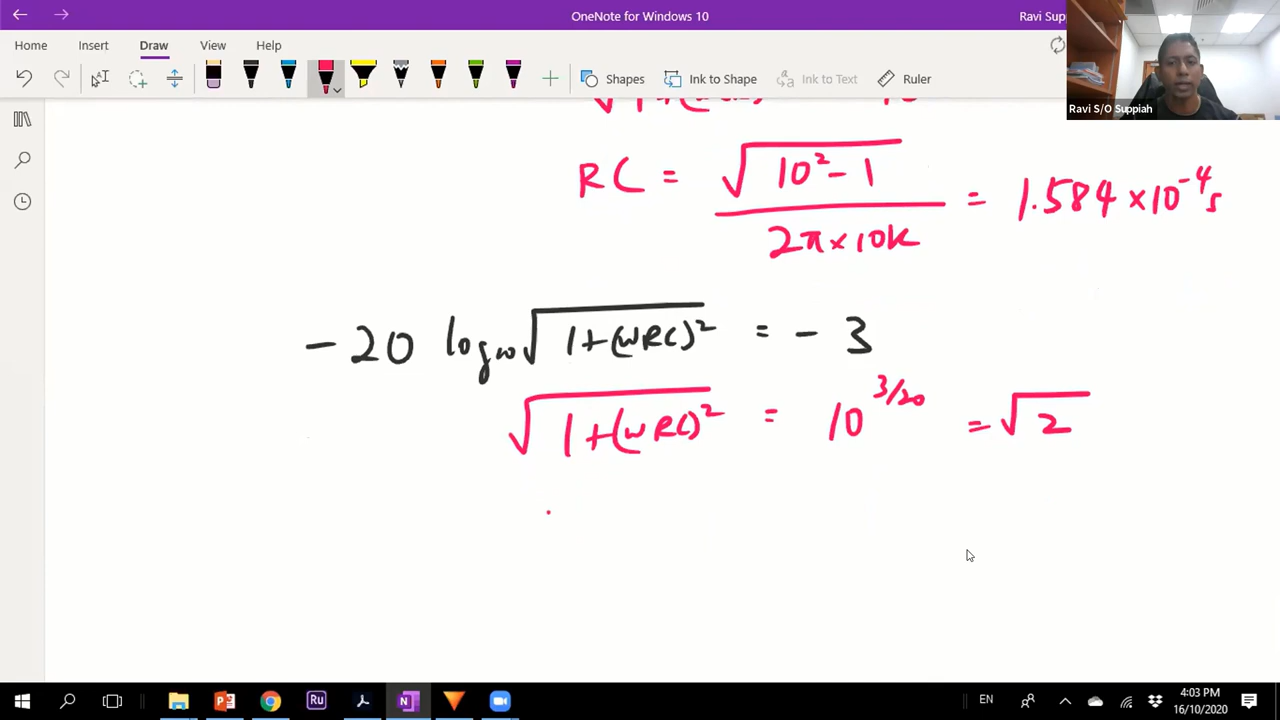 OneNote for Windows 10
Ravi Sup
Home Insert Draw View Help
Shapes Ink to Shape Ink to Text Ruler
Ravi S/O Suppiah
RC = √(10² - 1) / 2π × 10k = 1.584 × 10⁻⁴ s
- 20 log₁₀ √(1+(ωRC)²) = - 3
√(1+(ωRC)²) = 10^(3/20) = √2
EN
4:03 PM
16/10/2020